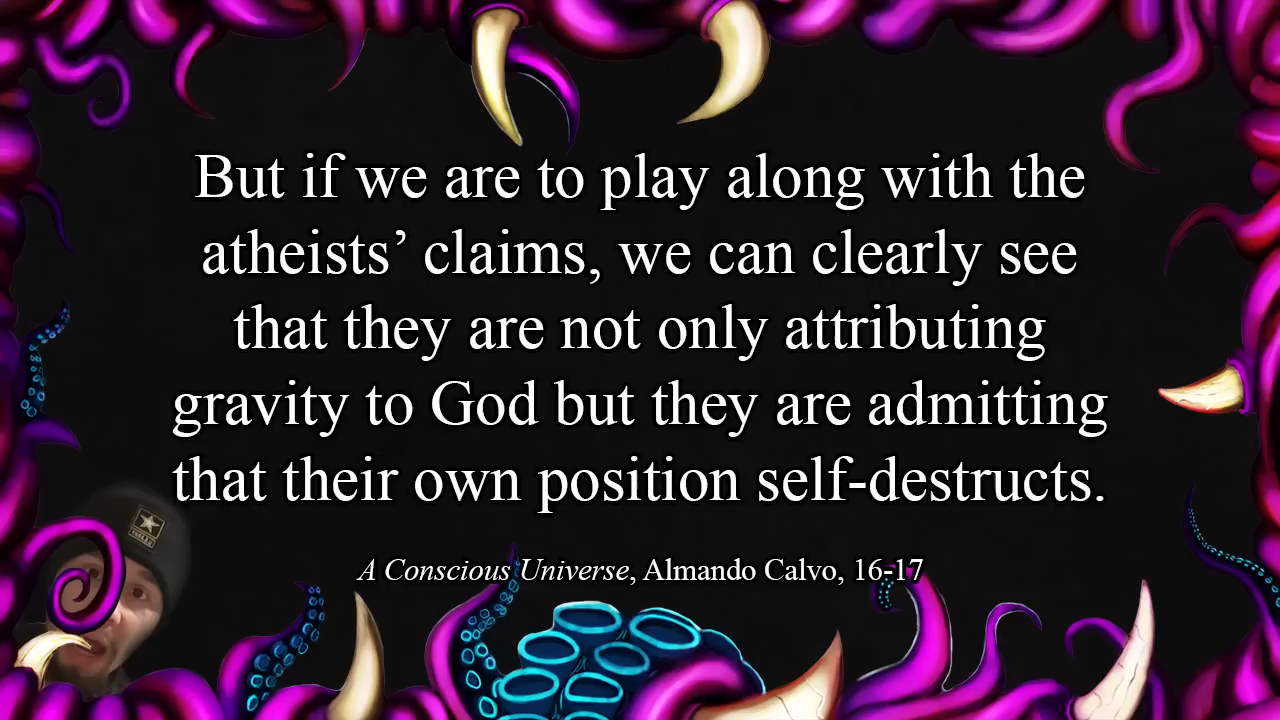 But if we are to play along with the
atheists’ claims, we can clearly see
that they are not only attributing
gravity to God but they are admitting
that their own position self-destructs.
A Conscious Universe, Almando Calvo, 16-17